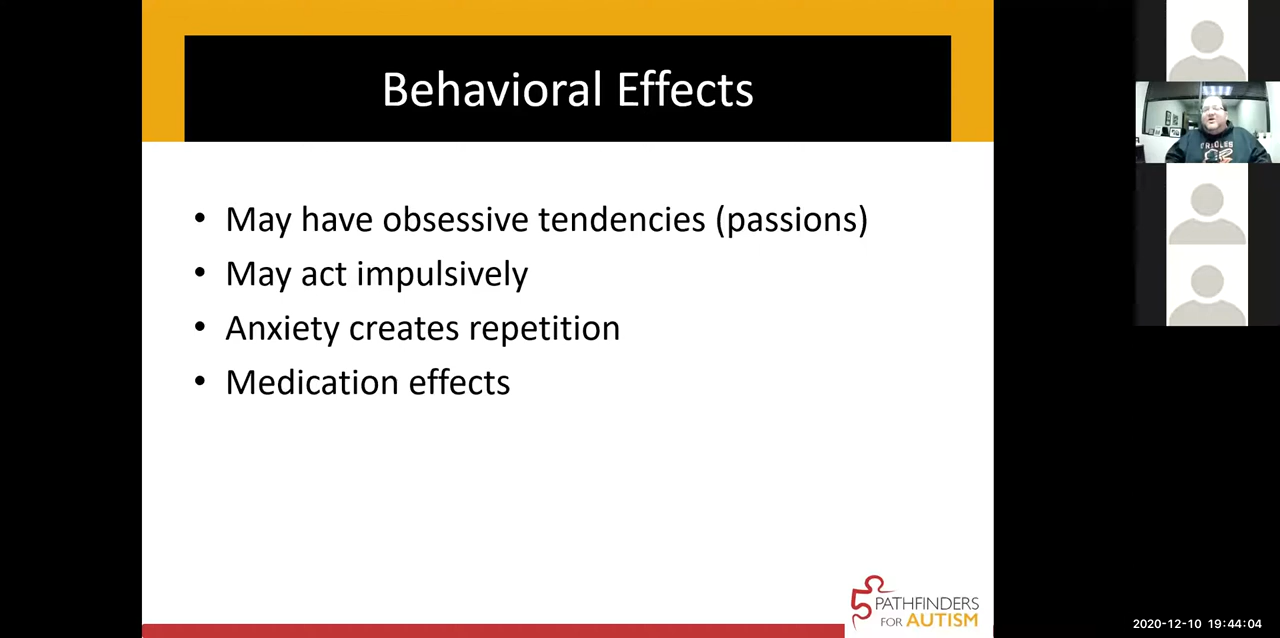 Behavioral Effects
• May have obsessive tendencies (passions)
• May act impulsively
• Anxiety creates repetition
• Medication effects
PATHFINDERS
FOR AUTISM
ORIOLES
2020-12-10 19:44:04